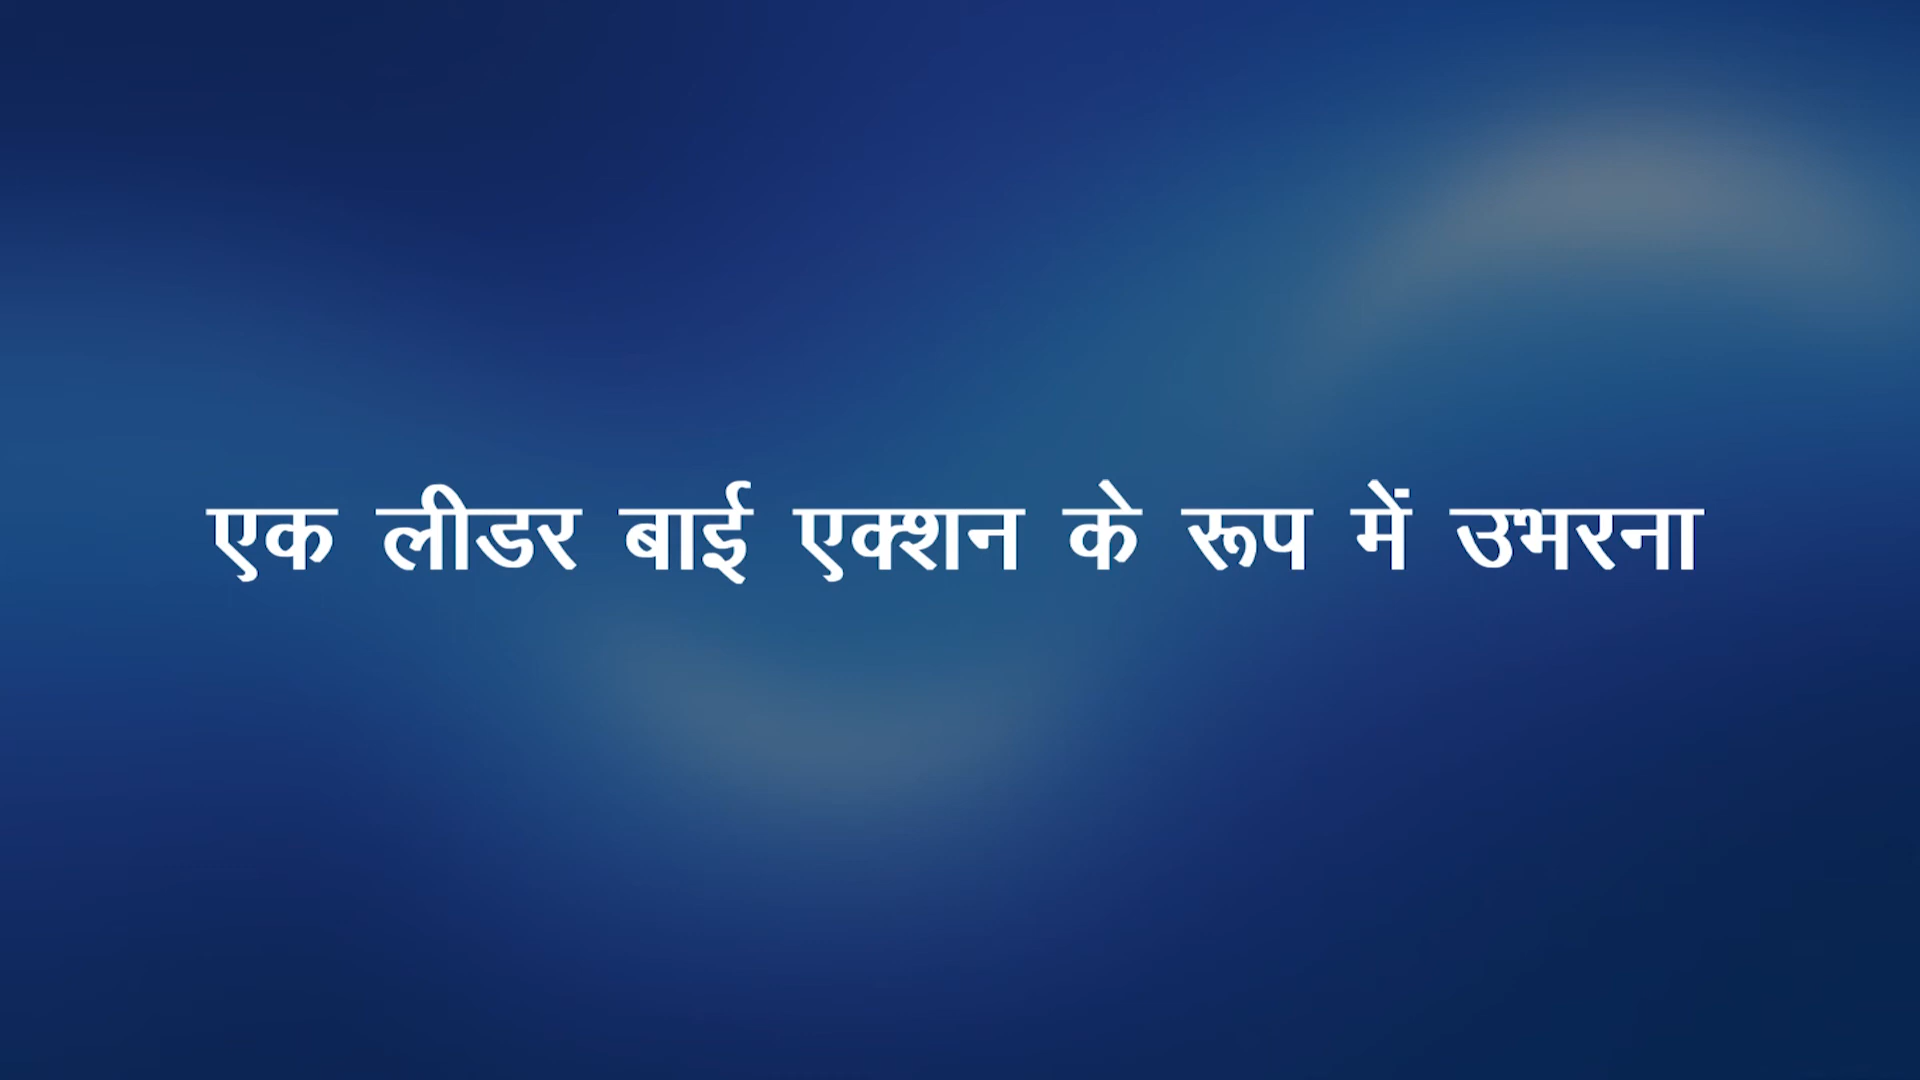 एक लीडर बाई एक्शन के रूप में उभरना